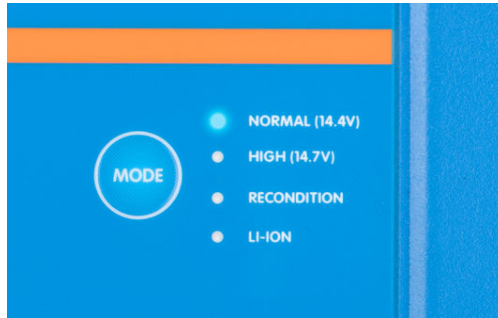 MODE
NORMAL (14.4V)
HIGH (14.7V)
RECONDITION
LI-ION